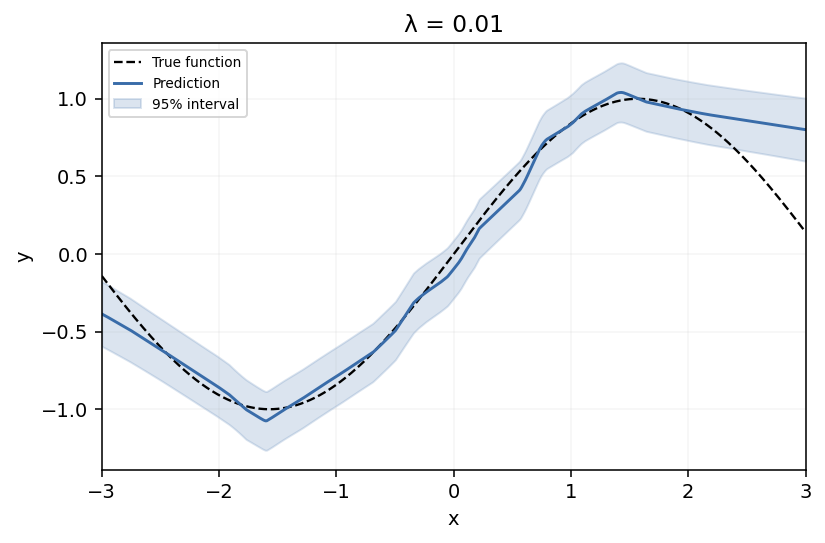 λ = 0.01
True function
Prediction
95% interval
y
1.0
0.5
0.0
−0.5
−1.0
−3
−2
−1
0
1
2
3
x